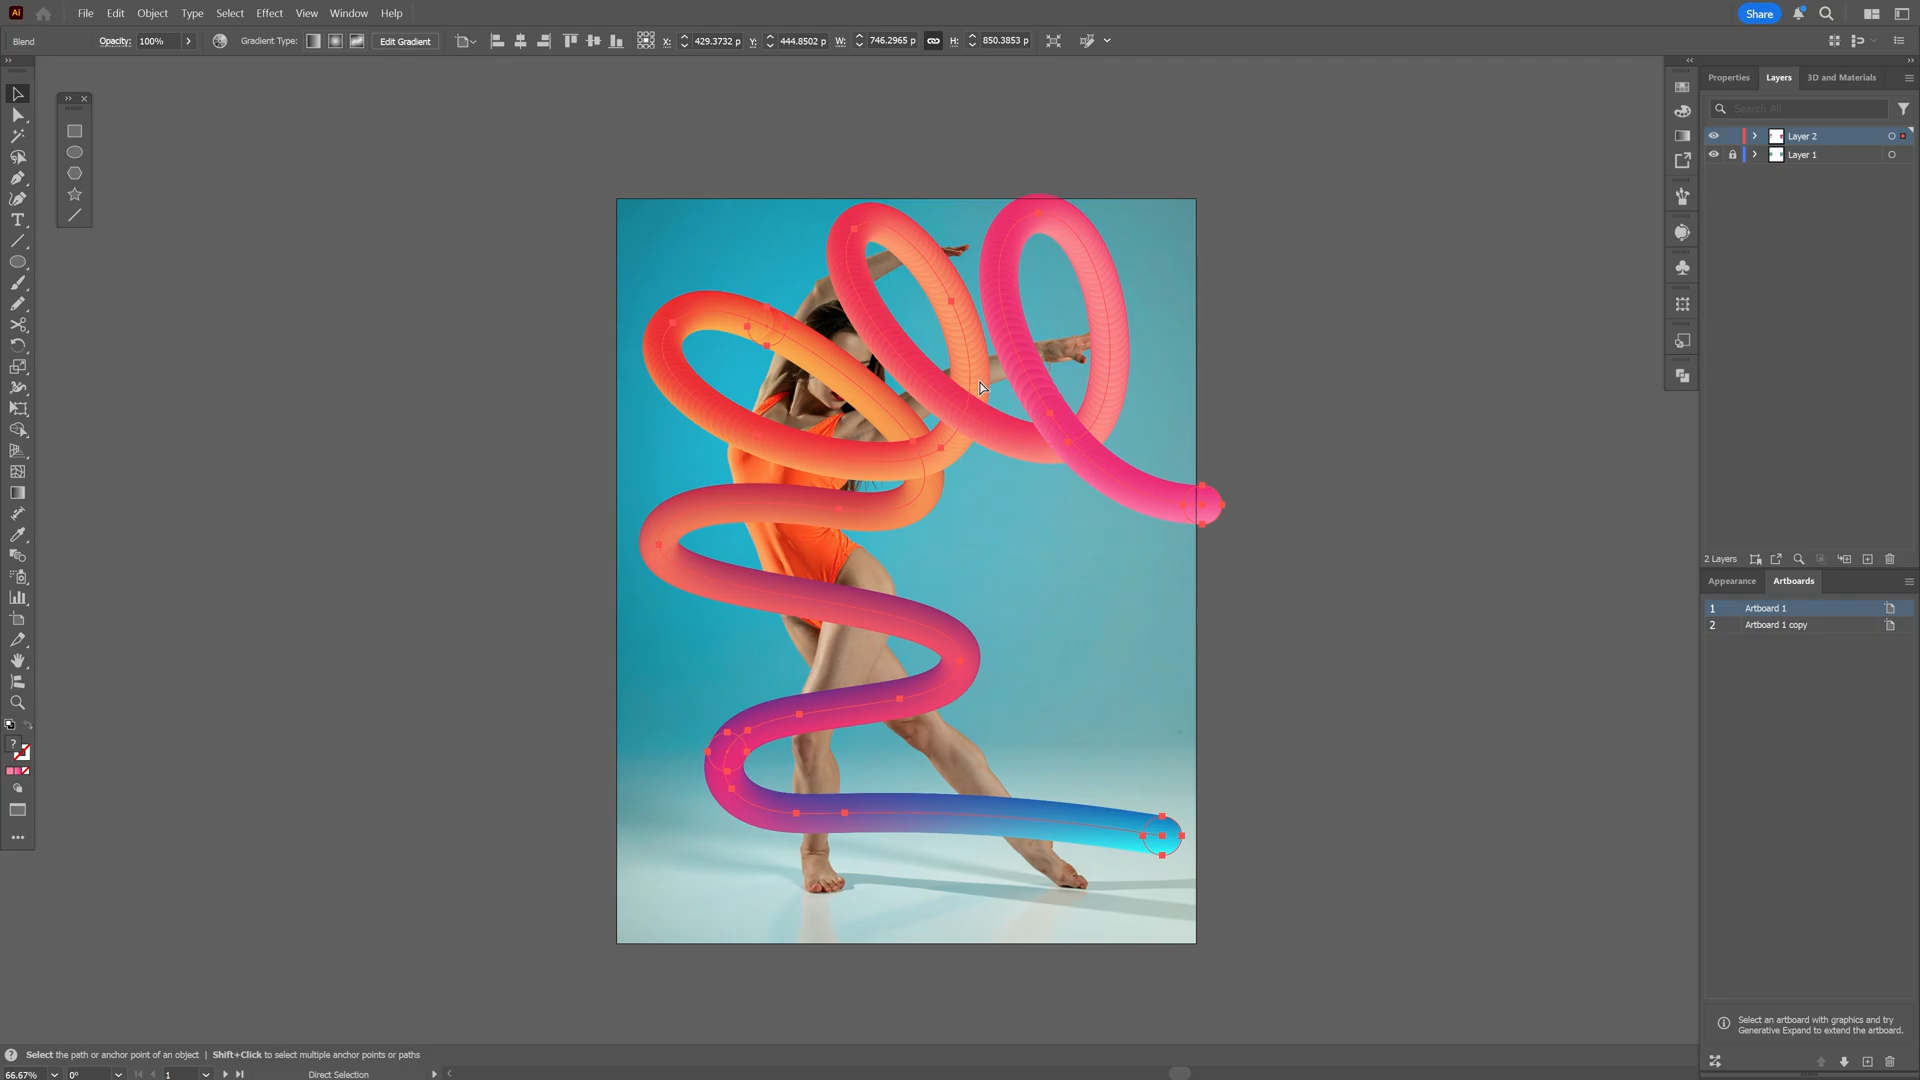 Ai File Edit Object Type Select Effect View Window Help Share
Blend Opacity: 100% Gradient Type: Edit Gradient X: 429.3732 p Y: 444.8502 p W: 746.2965 p H: 850.3853 p
Properties Layers 3D and Materials
Search All
Layer 2
Layer 1
2 Layers
Appearance Artboards
1 Artboard 1
2 Artboard 1 copy
Select an artboard with graphics and try
Generative Expand to extend the artboard.
? Select the path or anchor point of an object | Shift+Click to select multiple anchor points or paths
66.67% 0° 1 Direct Selection